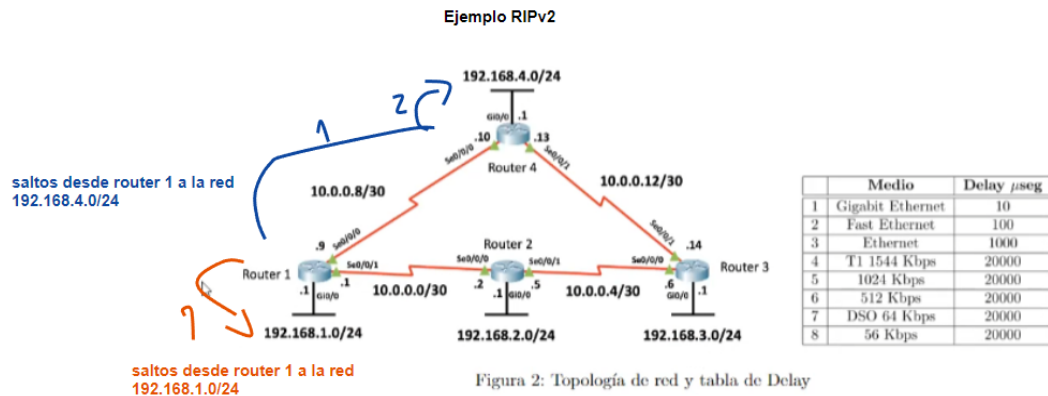 Ejemplo RIPv2
192.168.4.0/24
2
1
Gi0/0
.1
.10
.13
Se0/0/0
Se0/0/1
Router 4
saltos desde router 1 a la red
192.168.4.0/24
10.0.0.8/30
10.0.0.12/30
.9
Se0/0/0
Se0/0/1
.14
Router 1
Se0/0/1
Se0/0/0
Router 2
Se0/0/1
Se0/0/0
Router 3
.1
Gi0/0
.1
10.0.0.0/30
.2
.1
Gi0/0
.5
10.0.0.4/30
.6
Gi0/0
.1
1
192.168.1.0/24
192.168.2.0/24
192.168.3.0/24
saltos desde router 1 a la red
192.168.1.0/24
Medio Delay μseg
1 Gigabit Ethernet 10
2 Fast Ethernet 100
3 Ethernet 1000
4 T1 1544 Kbps 20000
5 1024 Kbps 20000
6 512 Kbps 20000
7 DSO 64 Kbps 20000
8 56 Kbps 20000
Figura 2: Topología de red y tabla de Delay